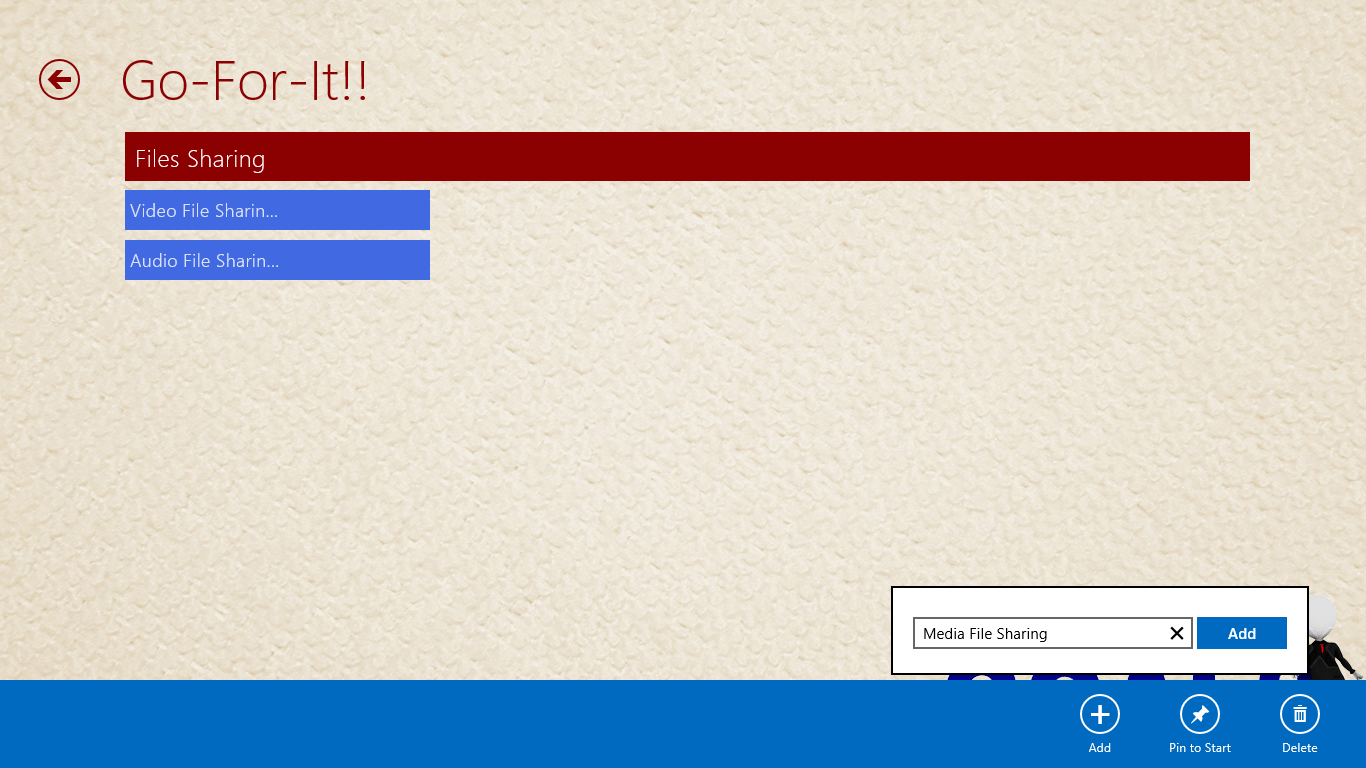 Go-For-It!!
Files Sharing
Video File Sharin...
Audio File Sharin...
Media File Sharing
Add
Add
Pin to Start
Delete